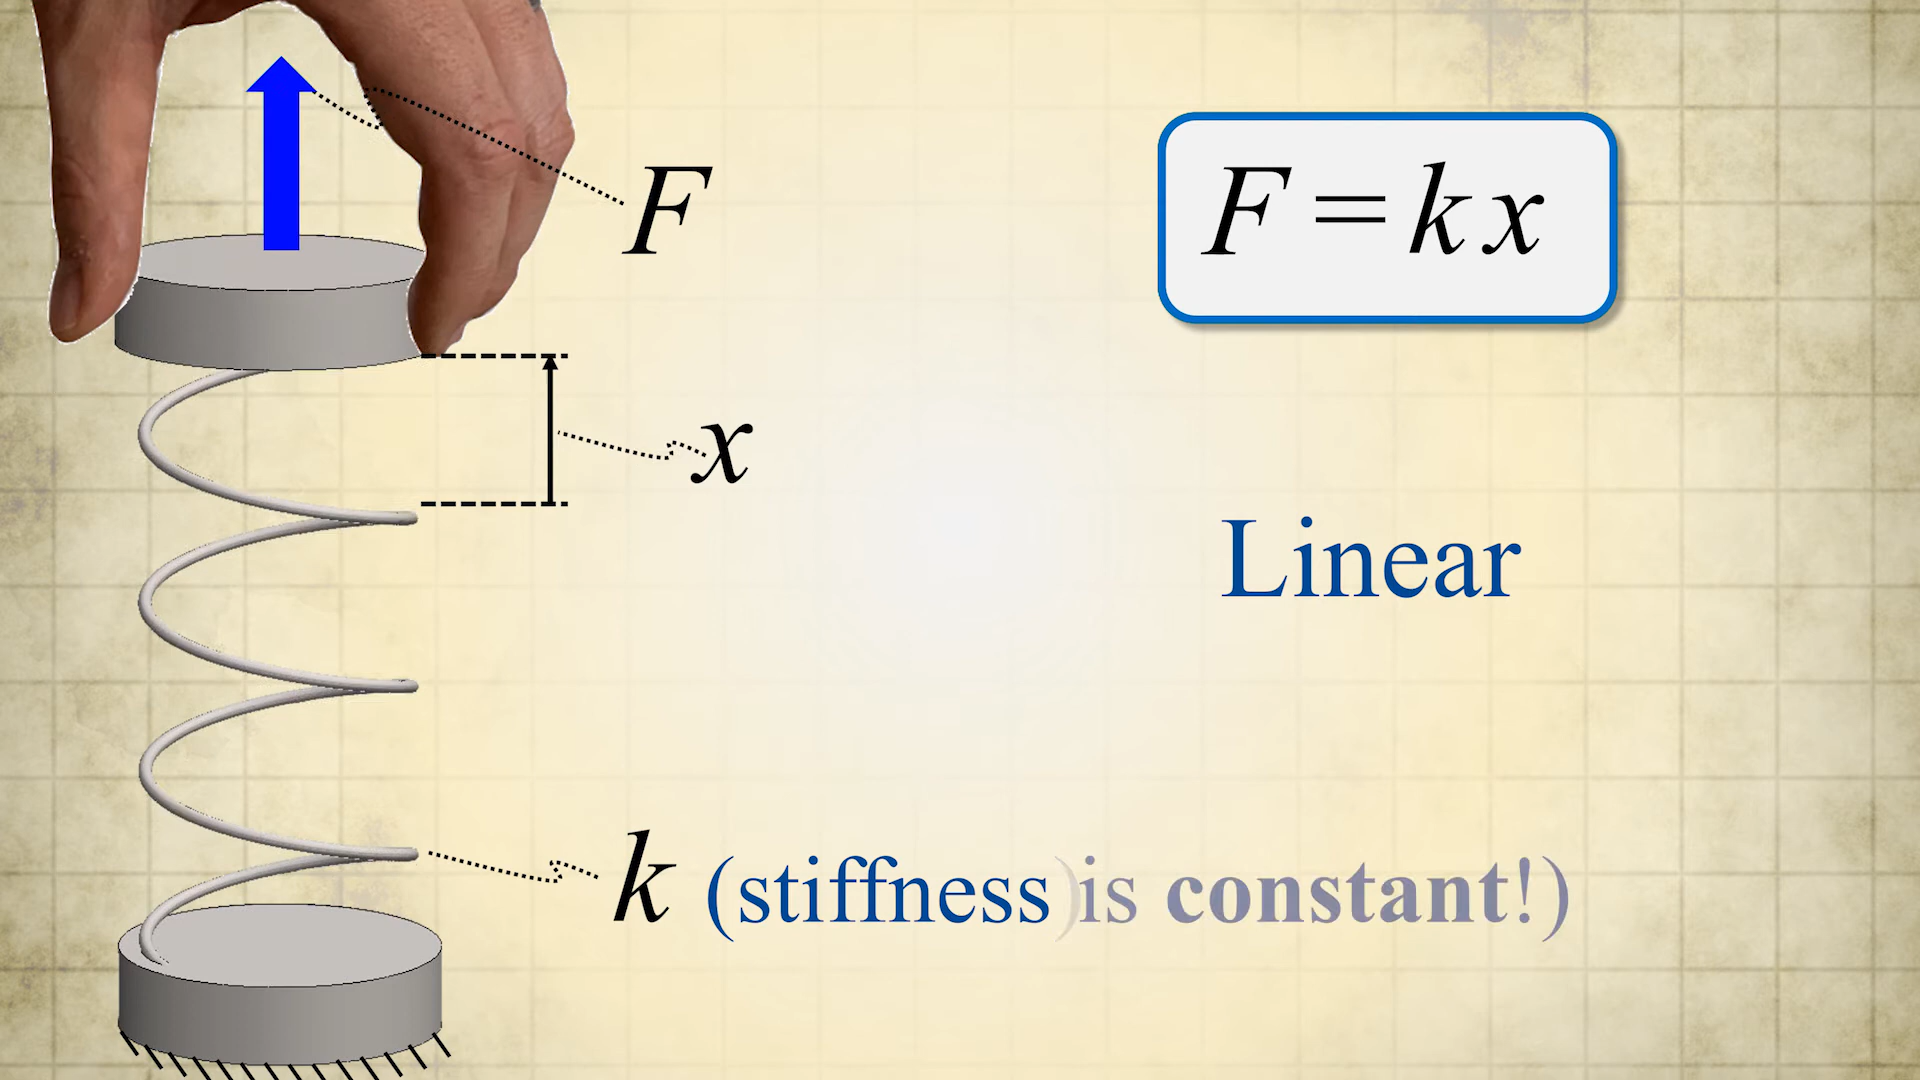 F
F = k x
x
Linear
k (stiffness) is constant!)